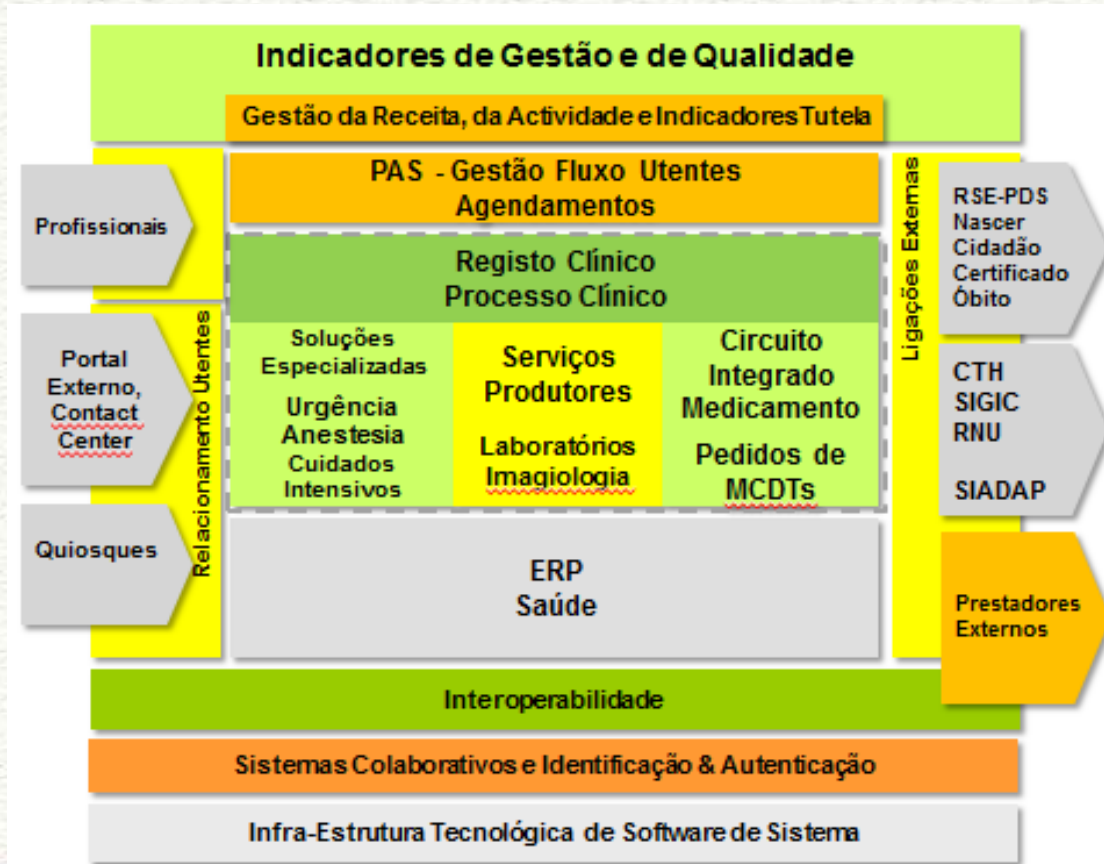 Indicadores de Gestão e de Qualidade
Gestão da Receita, da Actividade e Indicadores Tutela
PAS - Gestão Fluxo Utentes
Agendamentos
Profissionais
Portal
Externo,
Contact
Center
Quiosques
Relacionamento Utentes
Registo Clínico
Processo Clínico
Soluções
Especializadas
Urgência
Anestesia
Cuidados
Intensivos
Serviços
Produtores
Laboratórios
Imagiologia
Circuito
Integrado
Medicamento
Pedidos de
MCDTs
ERP
Saúde
Ligações Externas
RSE-PDS
Nascer
Cidadão
Certificado
Óbito
CTH
SIGIC
RNU
SIADAP
Prestadores
Externos
Interoperabilidade
Sistemas Colaborativos e Identificação & Autenticação
Infra-Estrutura Tecnológica de Software de Sistema